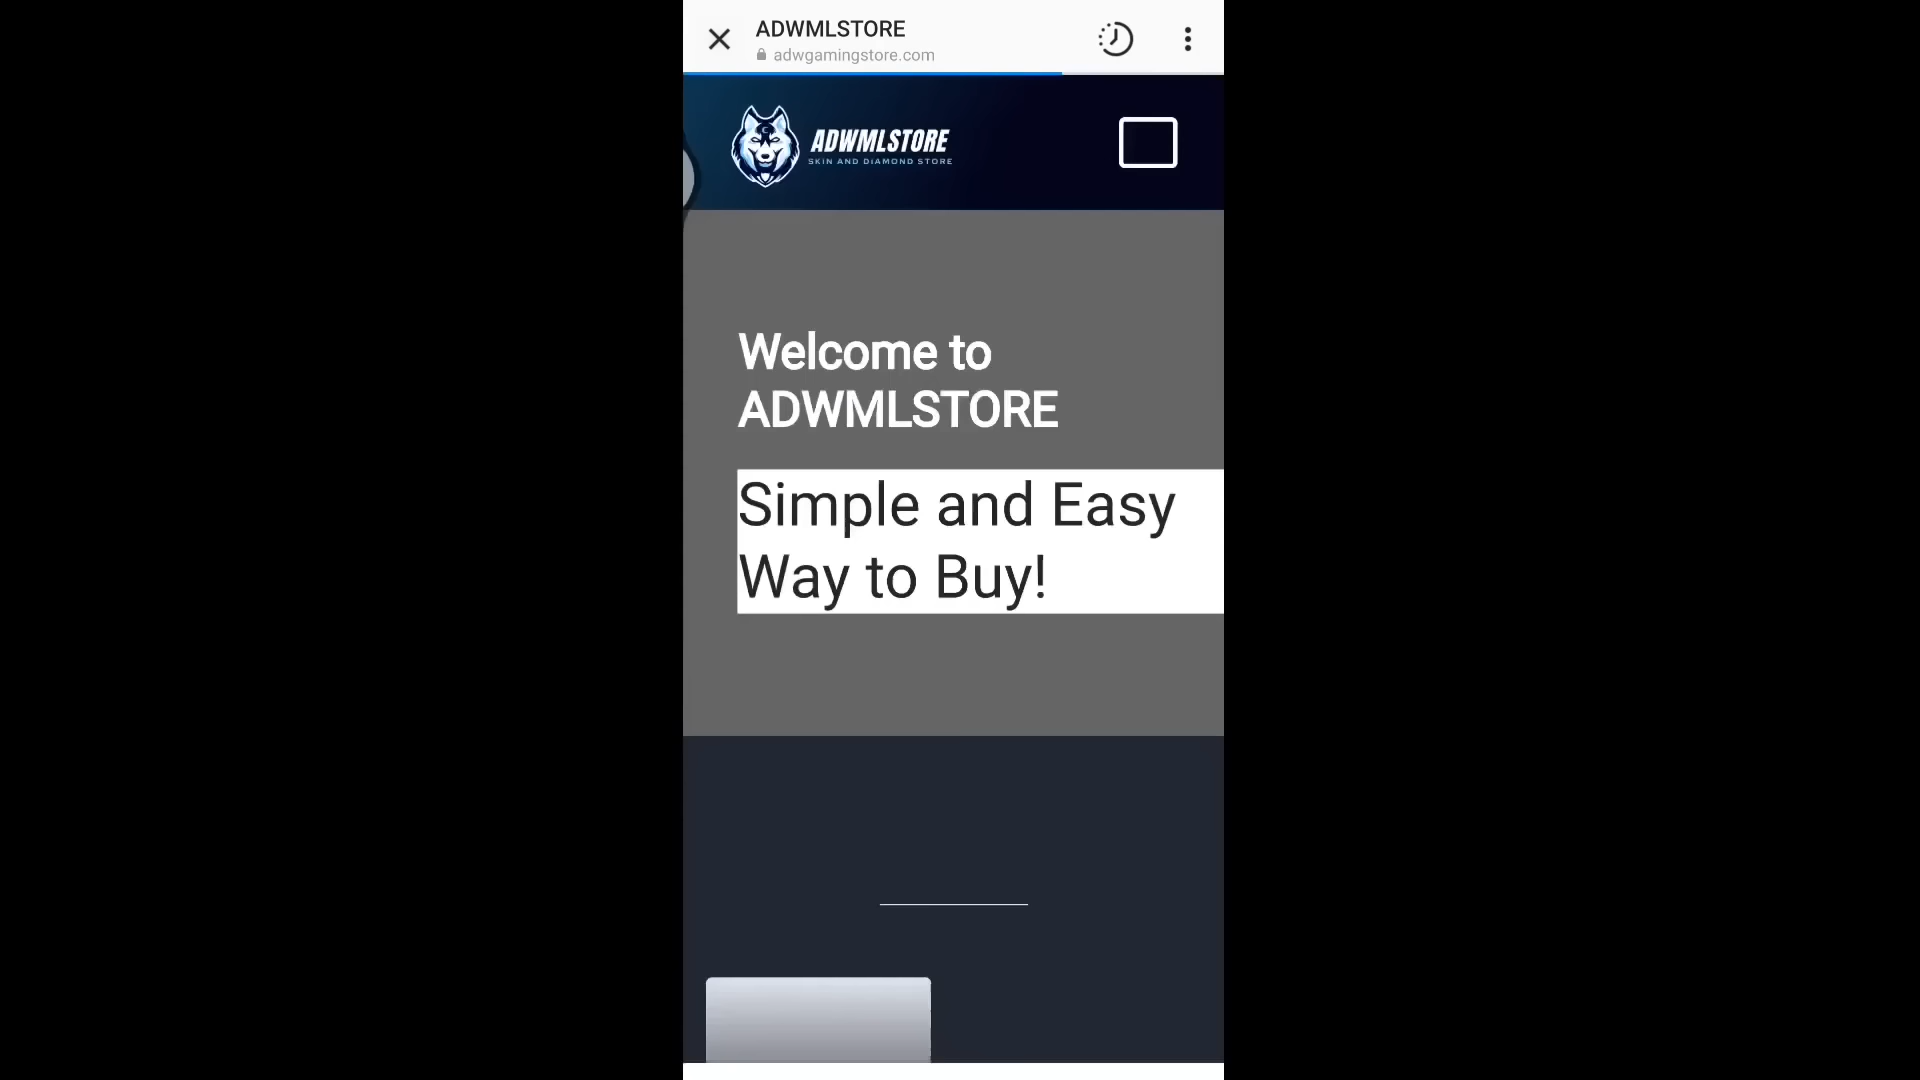 ADWMLSTORE
adwgamingstore.com
ADWMLSTORE
SKIN AND DIAMOND STORE
Welcome to
ADWMLSTORE
Simple and Easy
Way to Buy!